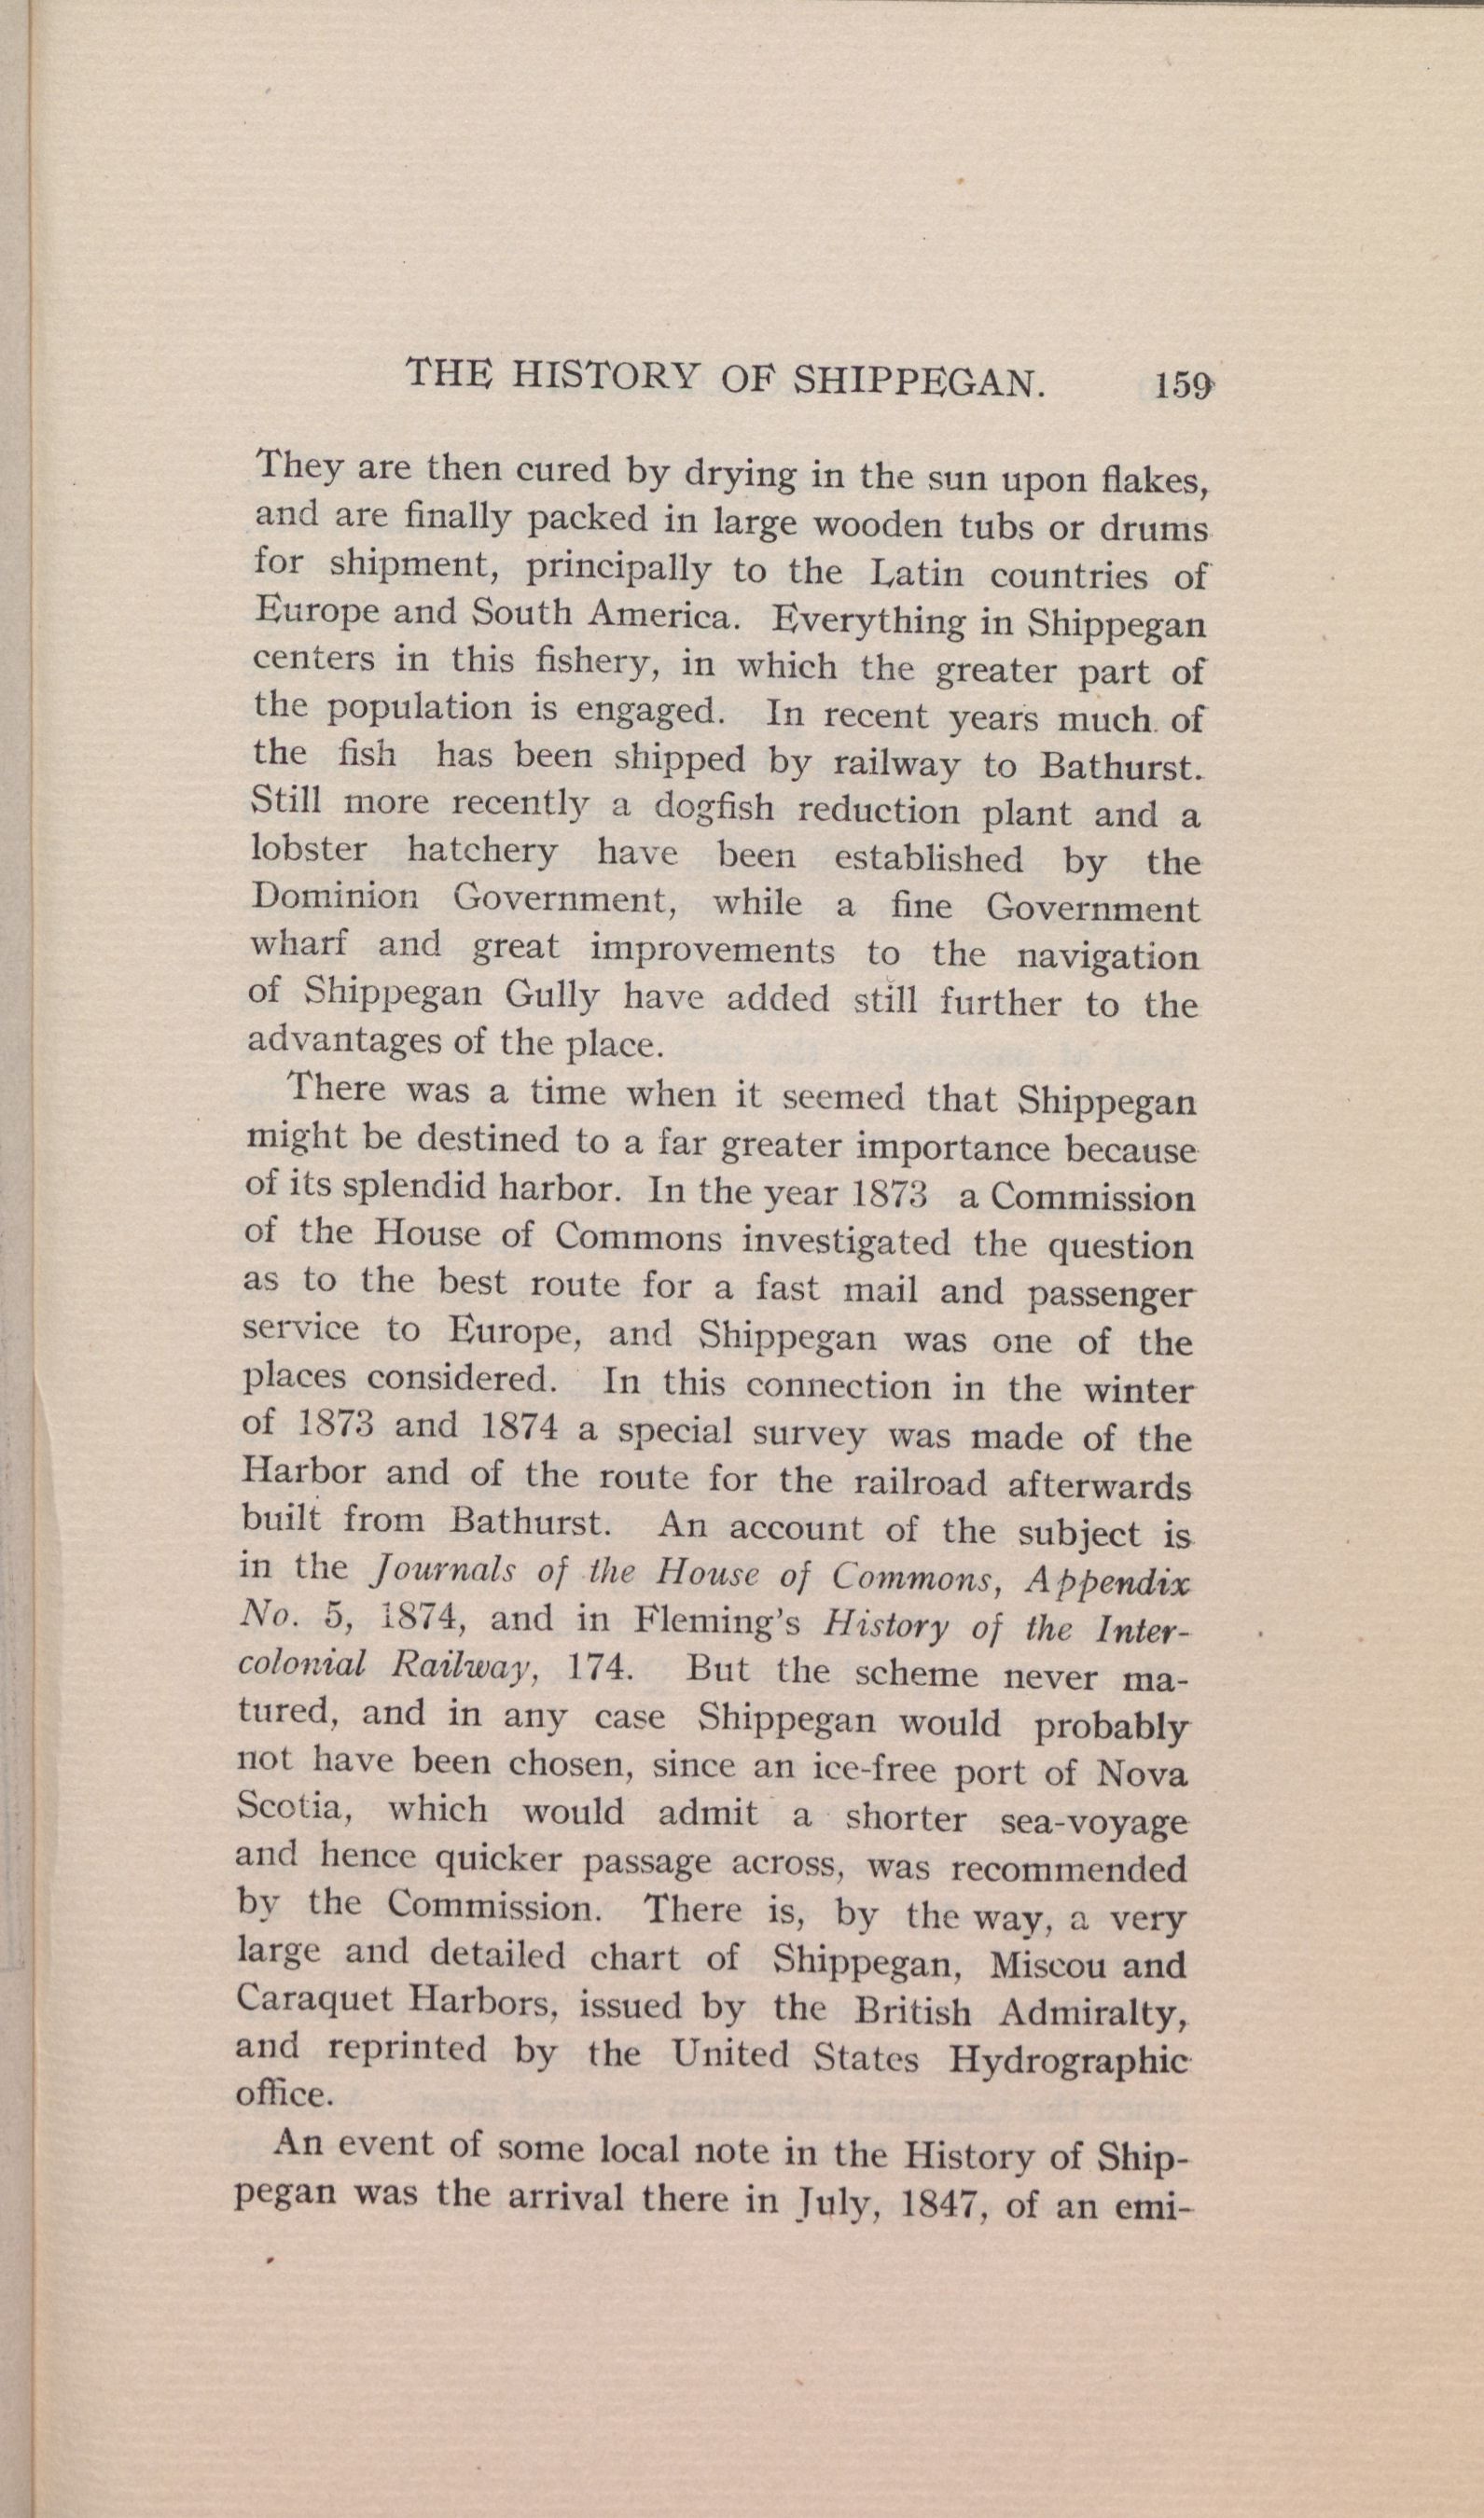 THE HISTORY OF SHIPPEGAN. 159
They are then cured by drying in the sun upon flakes,
and are finally packed in large wooden tubs or drums
for shipment, principally to the Latin countries of
Europe and South America. Everything in Shippegan
centers in this fishery, in which the greater part of
the population is engaged. In recent years much of
the fish has been shipped by railway to Bathurst.
Still more recently a dogfish reduction plant and a
lobster hatchery have been established by the
Dominion Government, while a fine Government
wharf and great improvements to the navigation
of Shippegan Gully have added still further to the
advantages of the place.
There was a time when it seemed that Shippegan
might be destined to a far greater importance because
of its splendid harbor. In the year 1873 a Commission
of the House of Commons investigated the question
as to the best route for a fast mail and passenger
service to Europe, and Shippegan was one of the
places considered. In this connection in the winter
of 1873 and 1874 a special survey was made of the
Harbor and of the route for the railroad afterwards
built from Bathurst. An account of the subject is
in the Journals of the House of Commons, Appendix
No. 5, 1874, and in Fleming's History of the Inter-
colonial Railway, 174. But the scheme never ma-
tured, and in any case Shippegan would probably
not have been chosen, since an ice-free port of Nova
Scotia, which would admit a shorter sea-voyage
and hence quicker passage across, was recommended
by the Commission. There is, by the way, a very
large and detailed chart of Shippegan, Miscou and
Caraquet Harbors, issued by the British Admiralty,
and reprinted by the United States Hydrographic
office.
An event of some local note in the History of Ship-
pegan was the arrival there in July, 1847, of an emi-